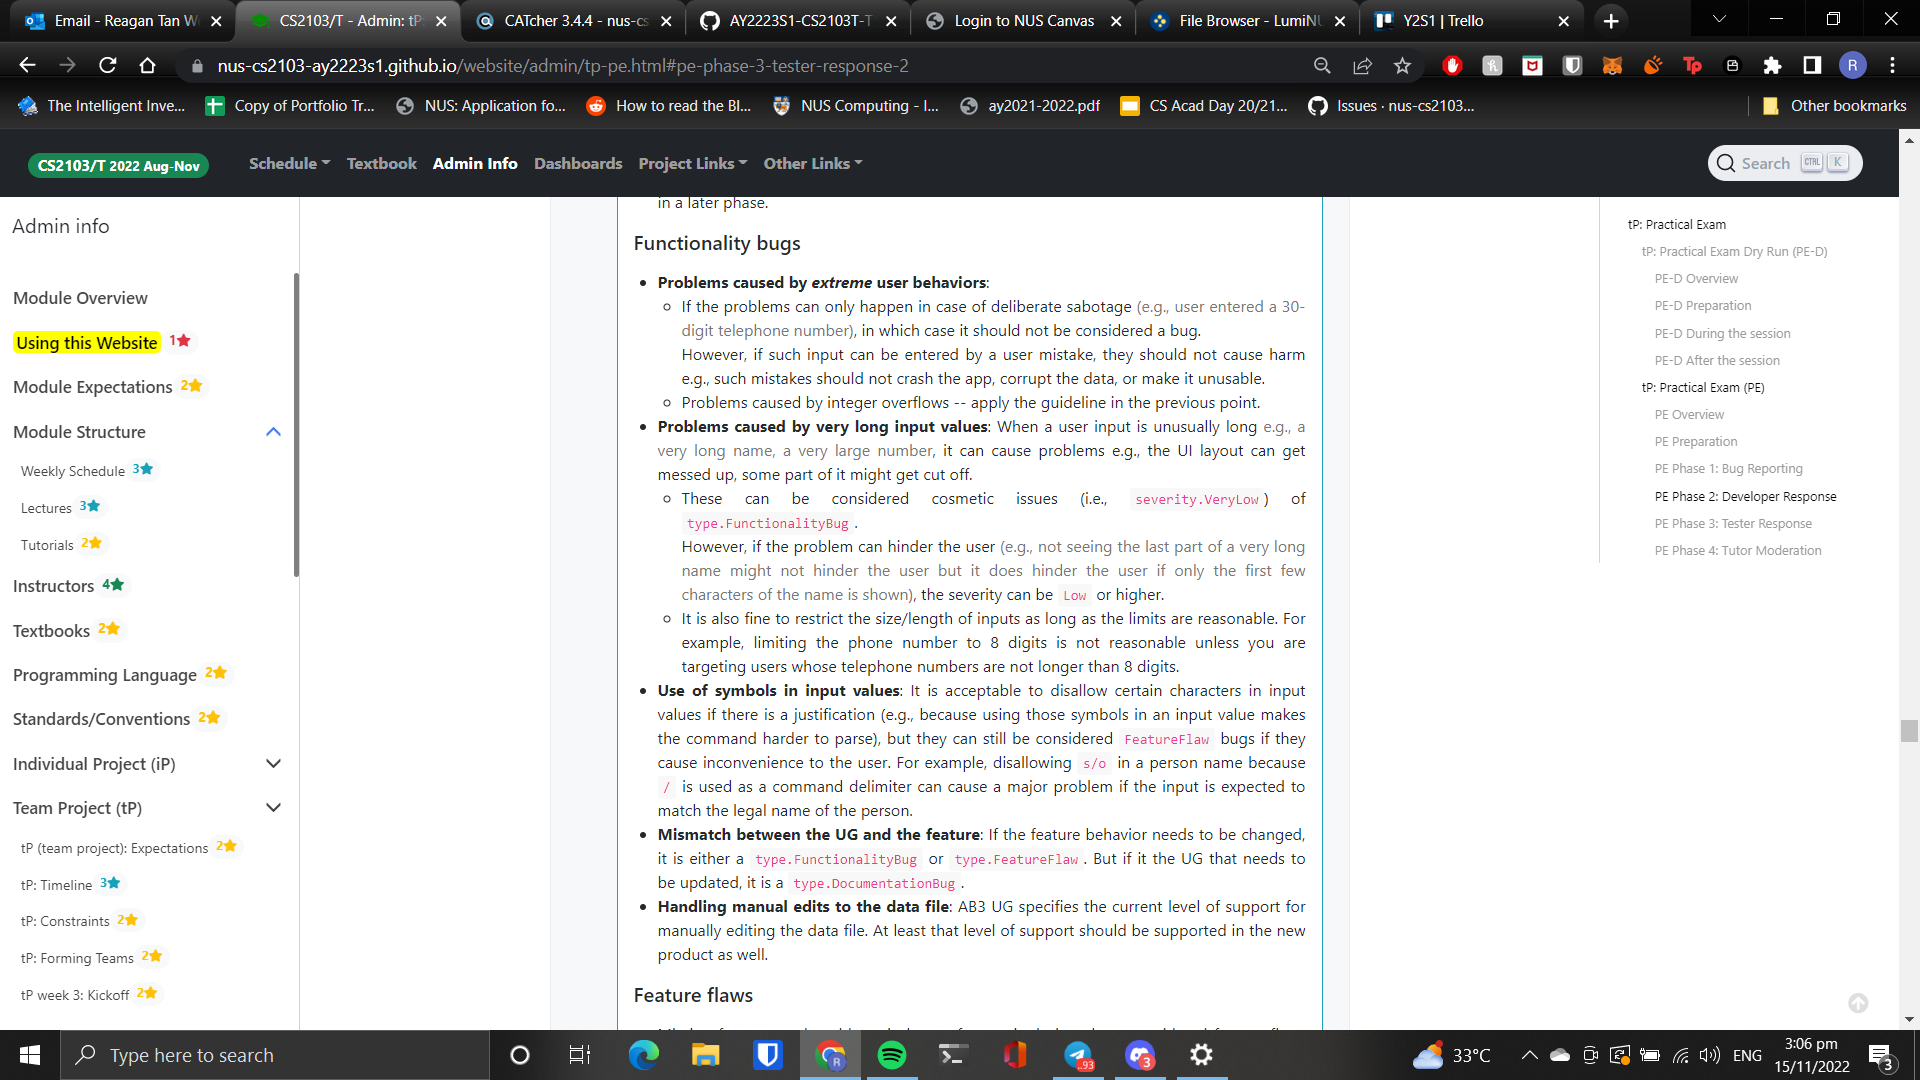 Email - Reagan Tan W
CS2103/T - Admin: tP:
CATcher 3.4.4 - nus-cs
AY2223S1-CS2103T-T
Login to NUS Canvas
File Browser - LumiNU
Y2S1 | Trello
nus-cs2103-ay2223s1.github.io/website/admin/tp-pe.html#pe-phase-3-tester-response-2
R
The Intelligent Inve...
Copy of Portfolio Tr...
NUS: Application fo...
How to read the Bl...
NUS Computing - I...
ay2021-2022.pdf
CS Acad Day 20/21...
Issues · nus-cs2103...
Other bookmarks
CS2103/T 2022 Aug-Nov
Schedule
Textbook
Admin Info
Dashboards
Project Links
Other Links
Search CTRL K
Admin info
Module Overview
Using this Website 1
Module Expectations 2
Module Structure
Weekly Schedule 3
Lectures 3
Tutorials 2
Instructors 4
Textbooks 2
Programming Language 2
Standards/Conventions 2
Individual Project (iP)
Team Project (tP)
tP (team project): Expectations 2
tP: Timeline 3
tP: Constraints 2
tP: Forming Teams 2
tP week 3: Kickoff 2
in a later phase.
Functionality bugs
Problems caused by extreme user behaviors:
If the problems can only happen in case of deliberate sabotage (e.g., user entered a 30-
digit telephone number), in which case it should not be considered a bug.
However, if such input can be entered by a user mistake, they should not cause harm
e.g., such mistakes should not crash the app, corrupt the data, or make it unusable.
Problems caused by integer overflows -- apply the guideline in the previous point.
Problems caused by very long input values: When a user input is unusually long e.g., a
very long name, a very large number, it can cause problems e.g., the UI layout can get
messed up, some part of it might get cut off.
These can be considered cosmetic issues (i.e., severity.VeryLow) of
type.FunctionalityBug.
However, if the problem can hinder the user (e.g., not seeing the last part of a very long
name might not hinder the user but it does hinder the user if only the first few
characters of the name is shown), the severity can be Low or higher.
It is also fine to restrict the size/length of inputs as long as the limits are reasonable. For
example, limiting the phone number to 8 digits is not reasonable unless you are
targeting users whose telephone numbers are not longer than 8 digits.
Use of symbols in input values: It is acceptable to disallow certain characters in input
values if there is a justification (e.g., because using those symbols in an input value makes
the command harder to parse), but they can still be considered FeatureFlaw bugs if they
cause inconvenience to the user. For example, disallowing s/o in a person name because
/ is used as a command delimiter can cause a major problem if the input is expected to
match the legal name of the person.
Mismatch between the UG and the feature: If the feature behavior needs to be changed,
it is either a type.FunctionalityBug or type.FeatureFlaw. But if it the UG that needs to
be updated, it is a type.DocumentationBug.
Handling manual edits to the data file: AB3 UG specifies the current level of support for
manually editing the data file. At least that level of support should be supported in the new
product as well.
Feature flaws
tP: Practical Exam
tP: Practical Exam Dry Run (PE-D)
PE-D Overview
PE-D Preparation
PE-D During the session
PE-D After the session
tP: Practical Exam (PE)
PE Overview
PE Preparation
PE Phase 1: Bug Reporting
PE Phase 2: Developer Response
PE Phase 3: Tester Response
PE Phase 4: Tutor Moderation
Type here to search
33°C
ENG
3:06 pm
15/11/2022
3